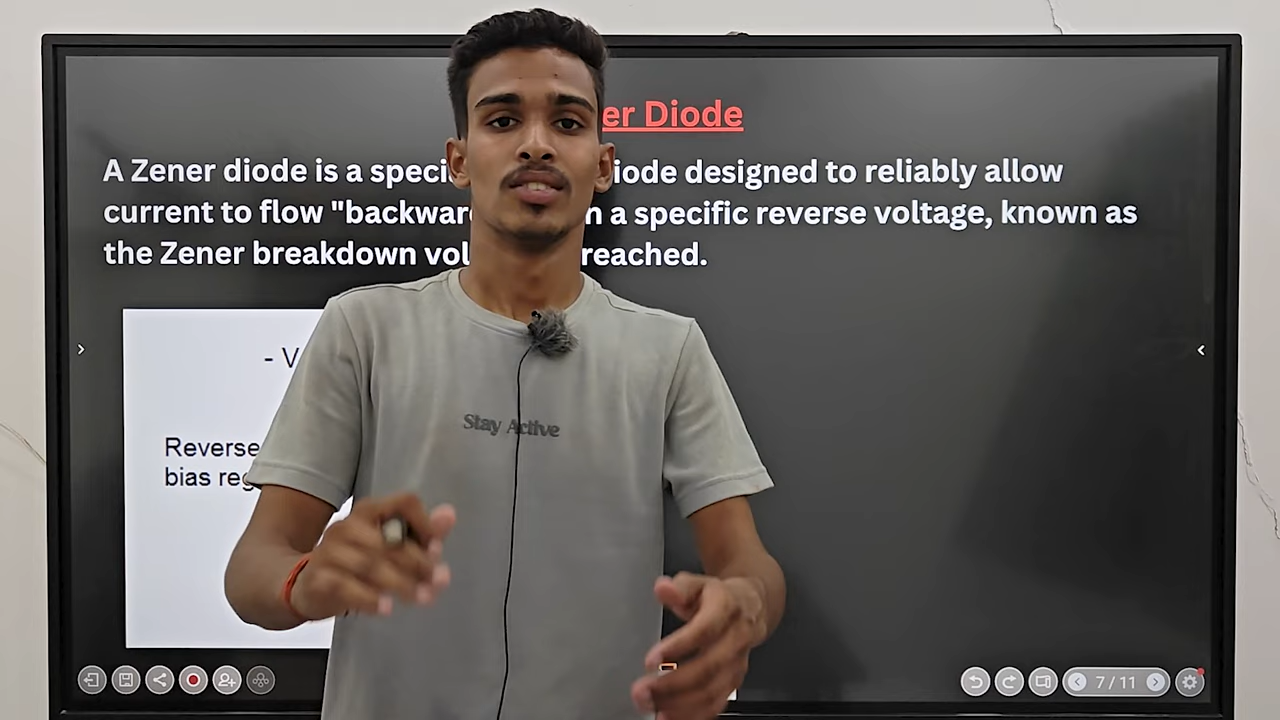 er Diode
A Zener diode is a speci iode designed to reliably allow
current to flow "backwar n a specific reverse voltage, known as
the Zener breakdown vol reached.
- V
Reverse
bias reg
Stay Active
7 / 11